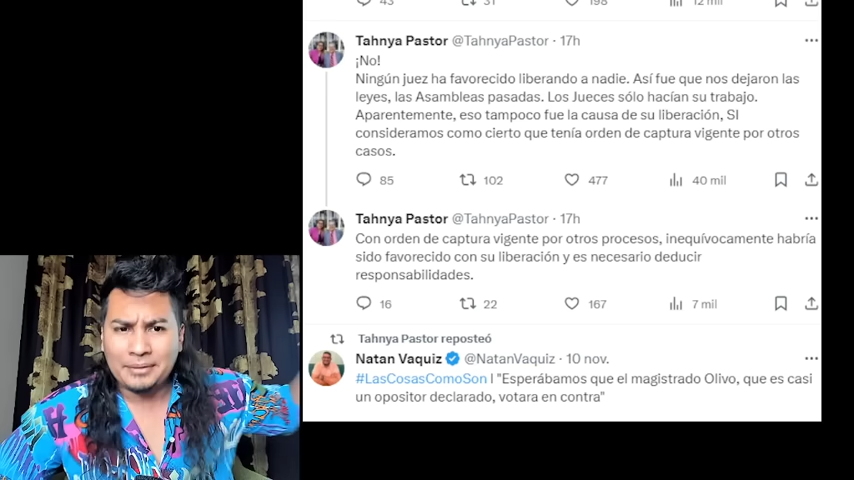 43 31 198 12 mil
Tahnya Pastor @TahnyaPastor · 17h
¡No!
Ningún juez ha favorecido liberando a nadie. Así fue que nos dejaron las
leyes, las Asambleas pasadas. Los Jueces sólo hacían su trabajo.
Aparentemente, eso tampoco fue la causa de su liberación, SI
consideramos como cierto que tenía orden de captura vigente por otros
casos.
85 102 477 40 mil
Tahnya Pastor @TahnyaPastor · 17h
Con orden de captura vigente por otros procesos, inequívocamente habría
sido favorecido con su liberación y es necesario deducir
responsabilidades.
16 22 167 7 mil
Tahnya Pastor reposteó
Natan Vaquiz @NatanVaquiz · 10 nov.
#LasCosasComoSon | "Esperábamos que el magistrado Olivo, que es casi
un opositor declarado, votara en contra"